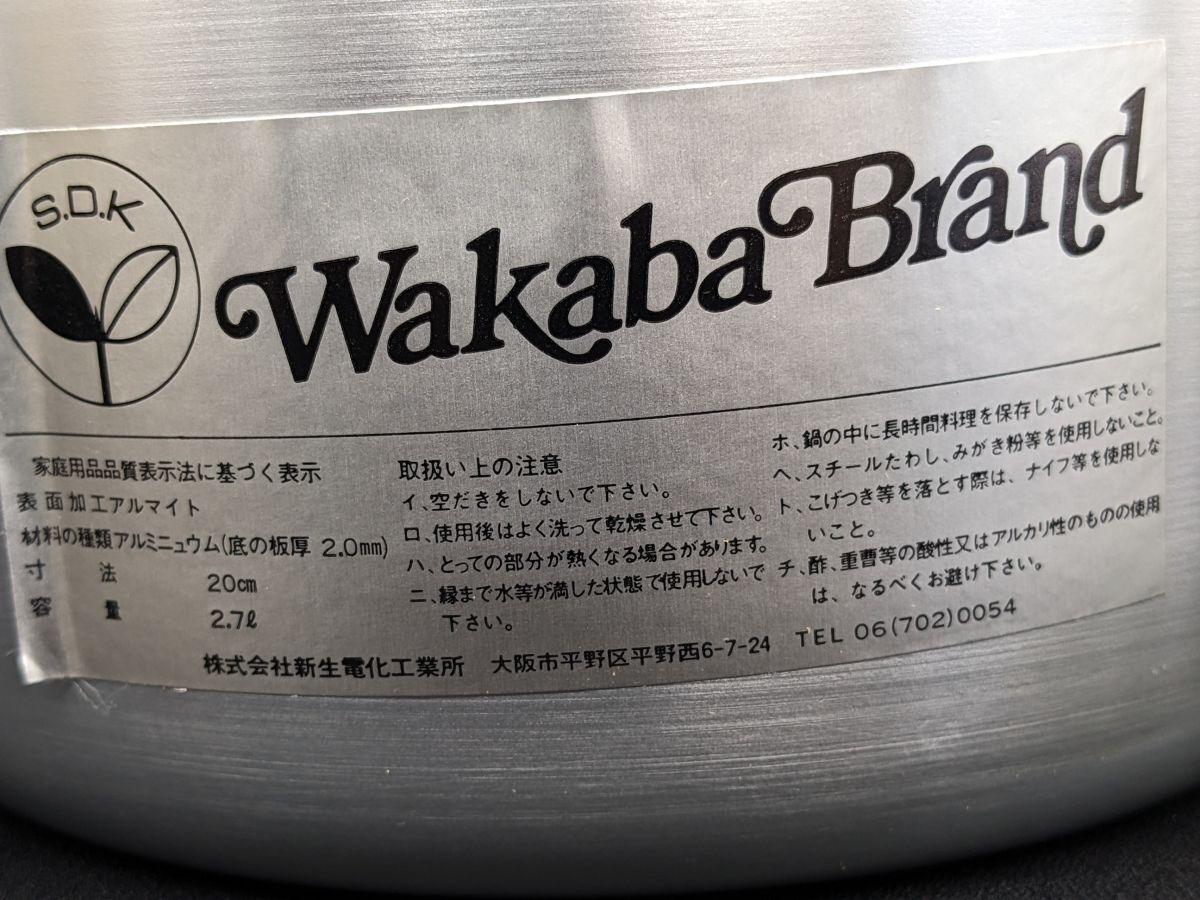 S.D.K
Wakaba Brand
家庭用品品質表示法に基づく表示
表面加工アルマイト
材料の種類アルミニュウム(底の板厚 2.0mm)
寸 法 20cm
容 量 2.7ℓ
取扱い上の注意
イ、空だきをしないで下さい。
ロ、使用後はよく洗って乾燥させて下さい。
ハ、とっての部分が熱くなる場合があります。
ニ、縁まで水等が満した状態で使用しないで
下さい。
ホ、鍋の中に長時間料理を保存しないで下さい。
ヘ、スチールたわし、みがき粉等を使用しないこと。
ト、こげつき等を落とす際は、ナイフ等を使用しな
いこと。
チ、酢、重曹等の酸性又はアルカリ性のものの使用
は、なるべくお避け下さい。
株式会社新生電化工業所 大阪市平野区平野西6-7-24 TEL 06(702)0054